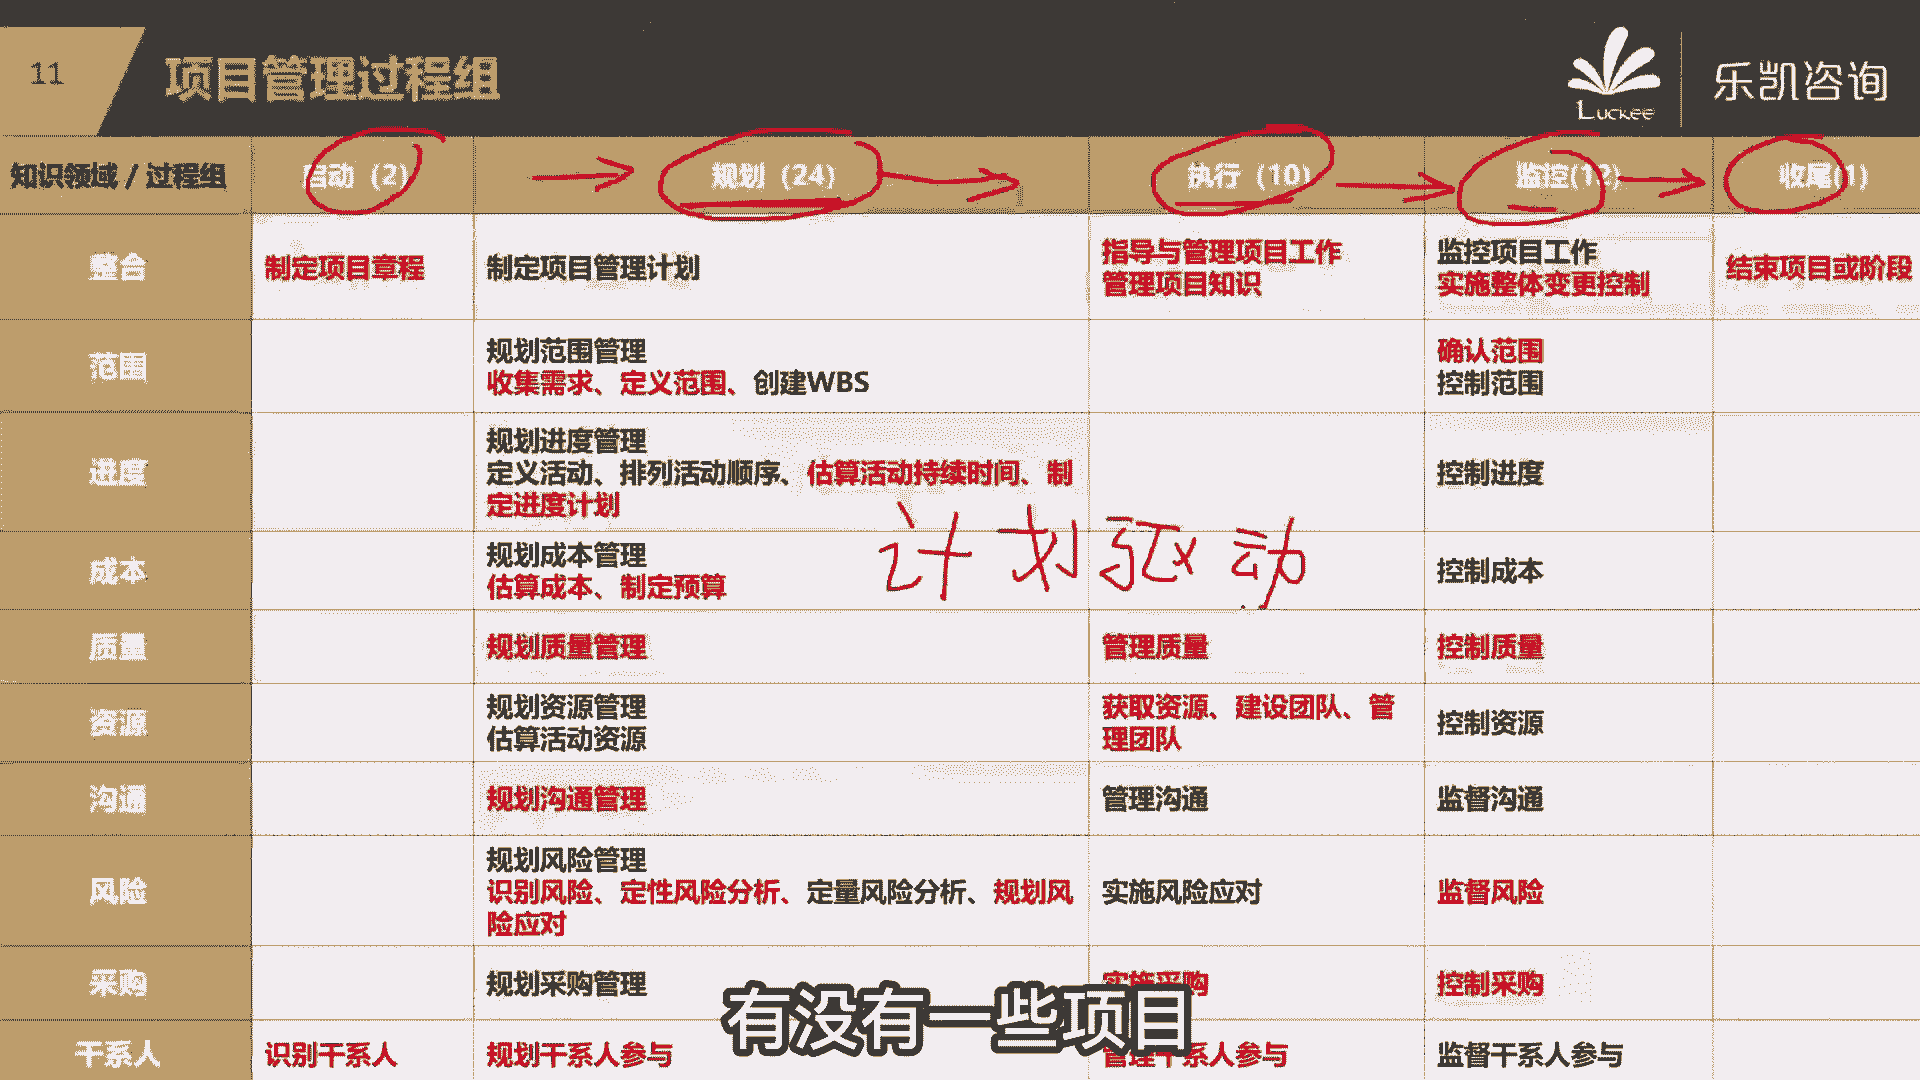 11
项目管理过程组
Luckee
乐凯咨询
知识领域 / 过程组
启动（2）
规划（24）
执行（10）
监控(12)
收尾(1)
整合
制定项目章程
制定项目管理计划
指导与管理项目工作
管理项目知识
监控项目工作
实施整体变更控制
结束项目或阶段
范围
规划范围管理
收集需求、定义范围、创建WBS
确认范围
控制范围
进度
规划进度管理
定义活动、排列活动顺序、估算活动持续时间、制
定进度计划
控制进度
成本
规划成本管理
估算成本、制定预算
计划驱动
控制成本
质量
规划质量管理
管理质量
控制质量
资源
规划资源管理
估算活动资源
获取资源、建设团队、管
理团队
控制资源
沟通
规划沟通管理
管理沟通
监督沟通
风险
规划风险管理
识别风险、定性风险分析、定量风险分析、规划风
险应对
实施风险应对
监督风险
采购
规划采购管理
实施采购
控制采购
有没有一些项目
干系人
识别干系人
规划干系人参与
管理干系人参与
监督干系人参与